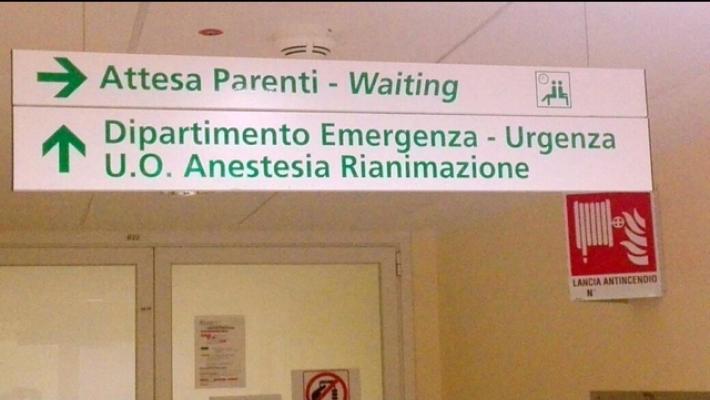 Attesa Parenti - Waiting
Dipartimento Emergenza - Urgenza
U.O. Anestesia Rianimazione
LANCIA ANTINCENDIO
N°